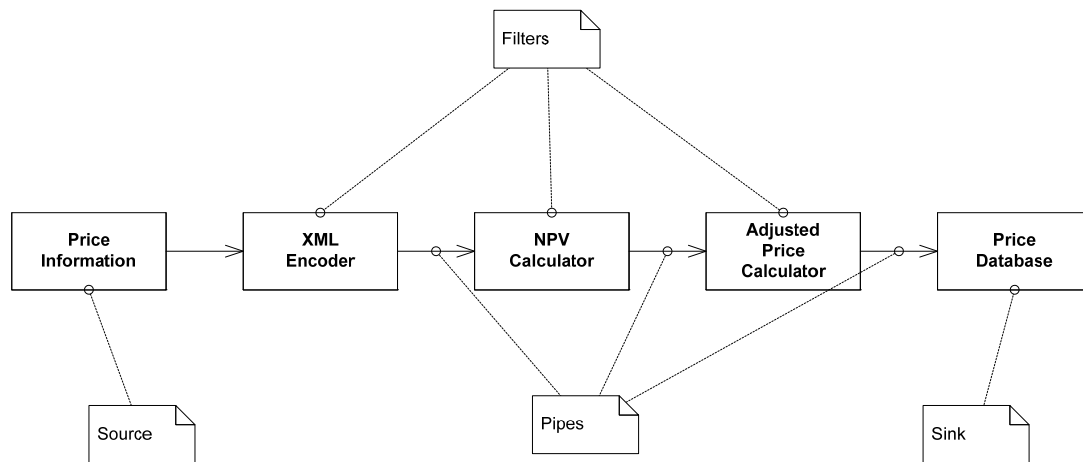 Filters
Price
Information
XML
Encoder
NPV
Calculator
Adjusted
Price
Calculator
Price
Database
Source
Pipes
Sink